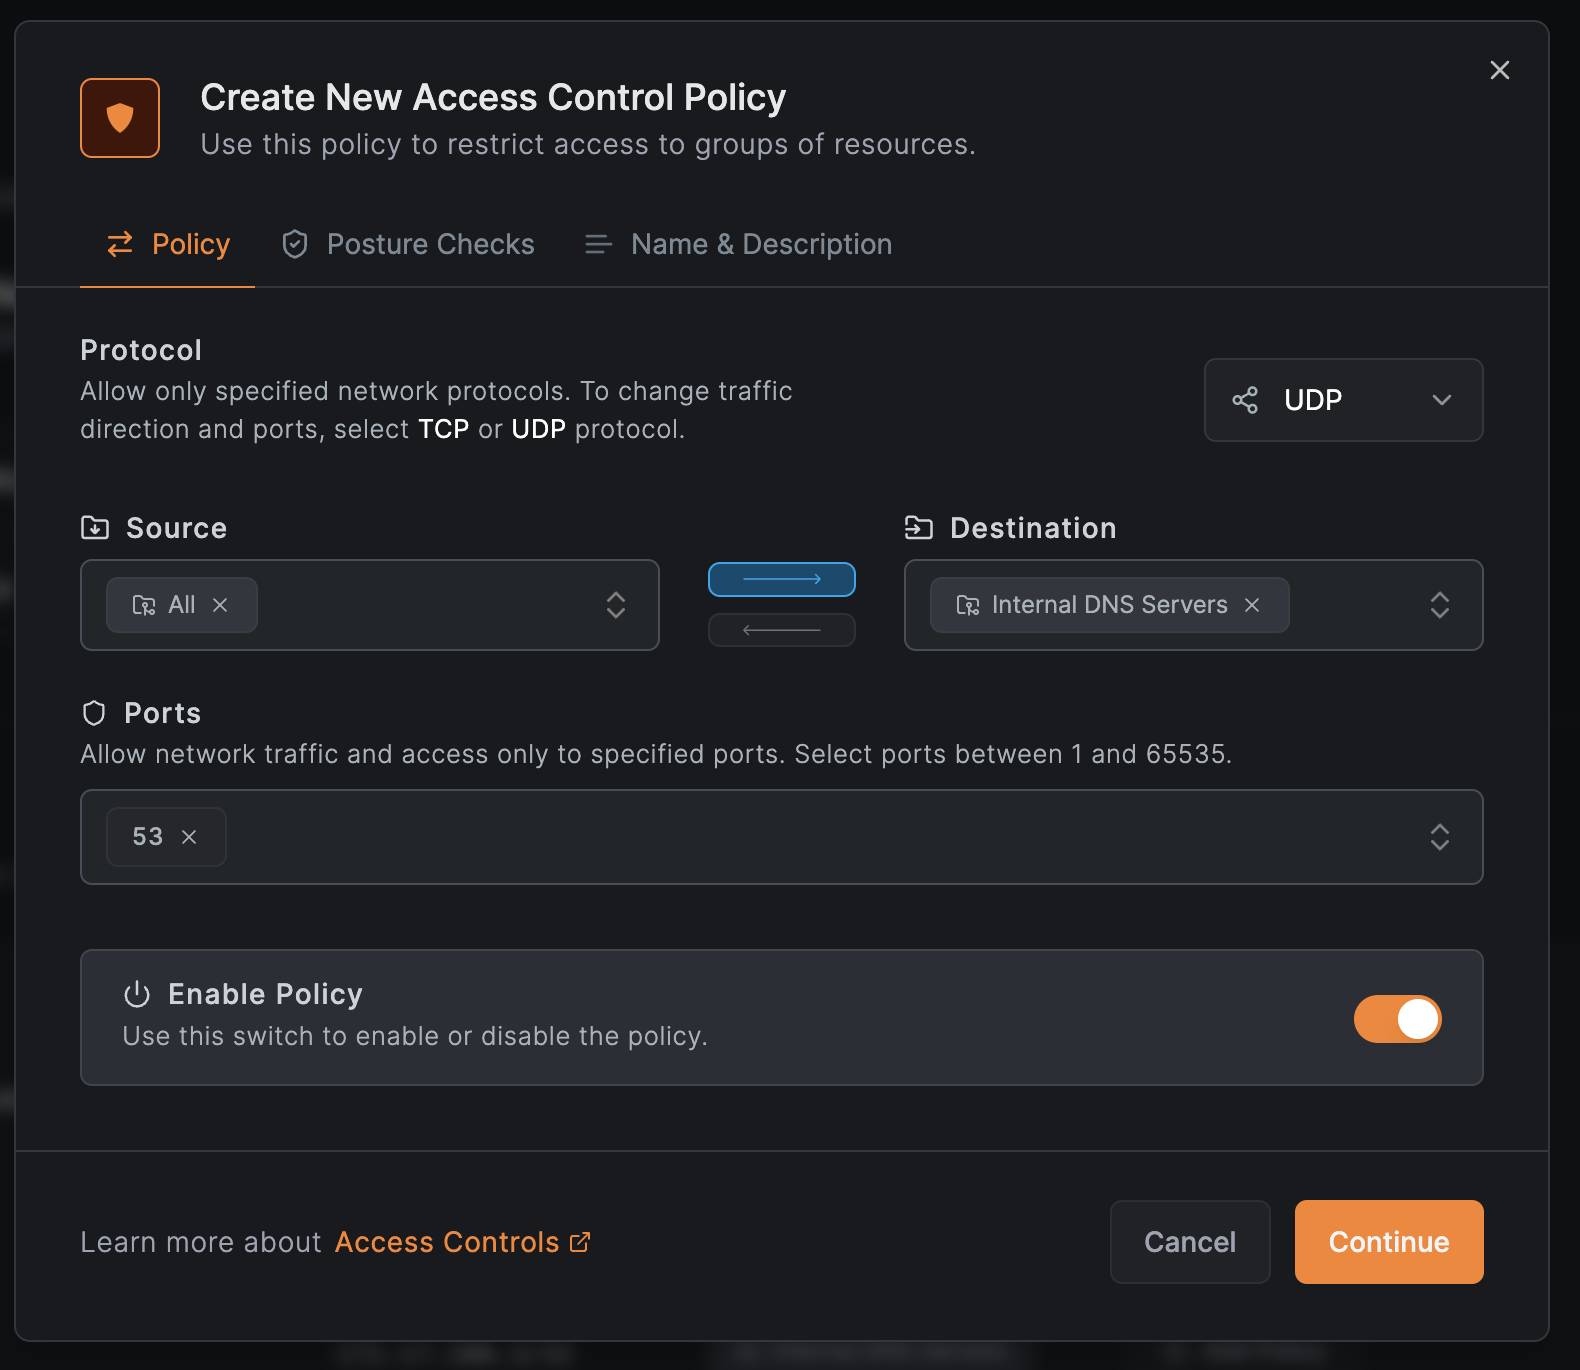 Create New Access Control Policy
Use this policy to restrict access to groups of resources.
Policy
Posture Checks
Name & Description
Protocol
Allow only specified network protocols. To change traffic
direction and ports, select TCP or UDP protocol.
UDP
Source
Destination
All
Internal DNS Servers
Ports
Allow network traffic and access only to specified ports. Select ports between 1 and 65535.
53
Enable Policy
Use this switch to enable or disable the policy.
Learn more about Access Controls
Cancel
Continue